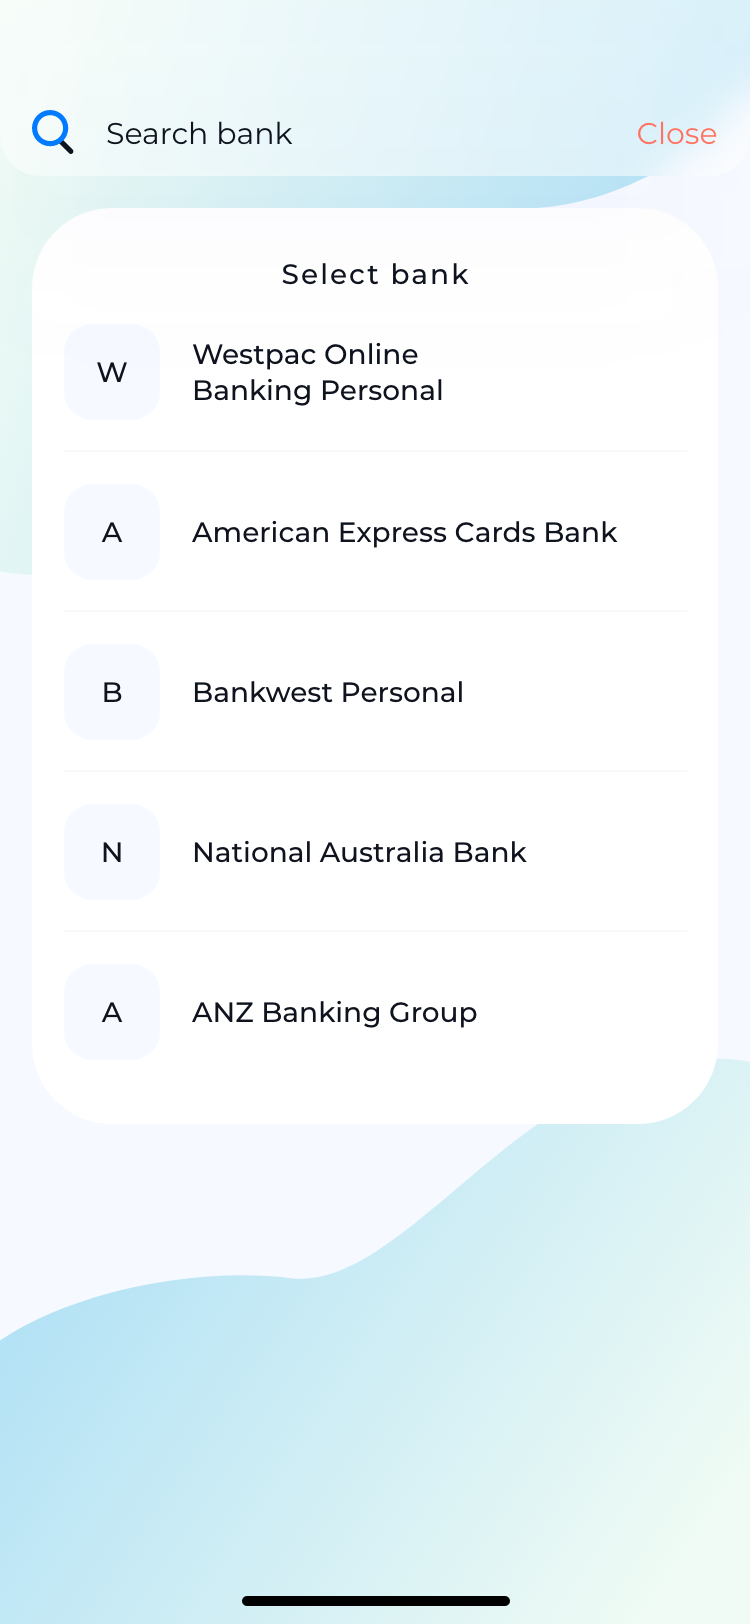 Search bank
Close
Select bank
W
Westpac Online
Banking Personal
A
American Express Cards Bank
B
Bankwest Personal
N
National Australia Bank
A
ANZ Banking Group